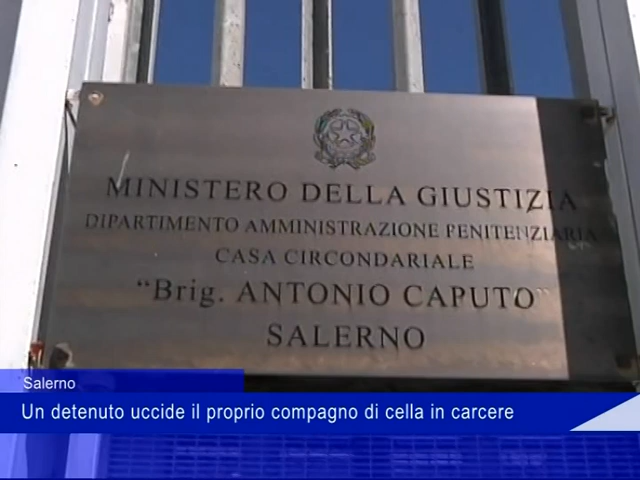 MINISTERO DELLA GIUSTIZIA
DIPARTIMENTO AMMINISTRAZIONE PENITENZIARIA
CASA CIRCONDARIALE
"Brig. ANTONIO CAPUTO"
SALERNO
Salerno
Un detenuto uccide il proprio compagno di cella in carcere